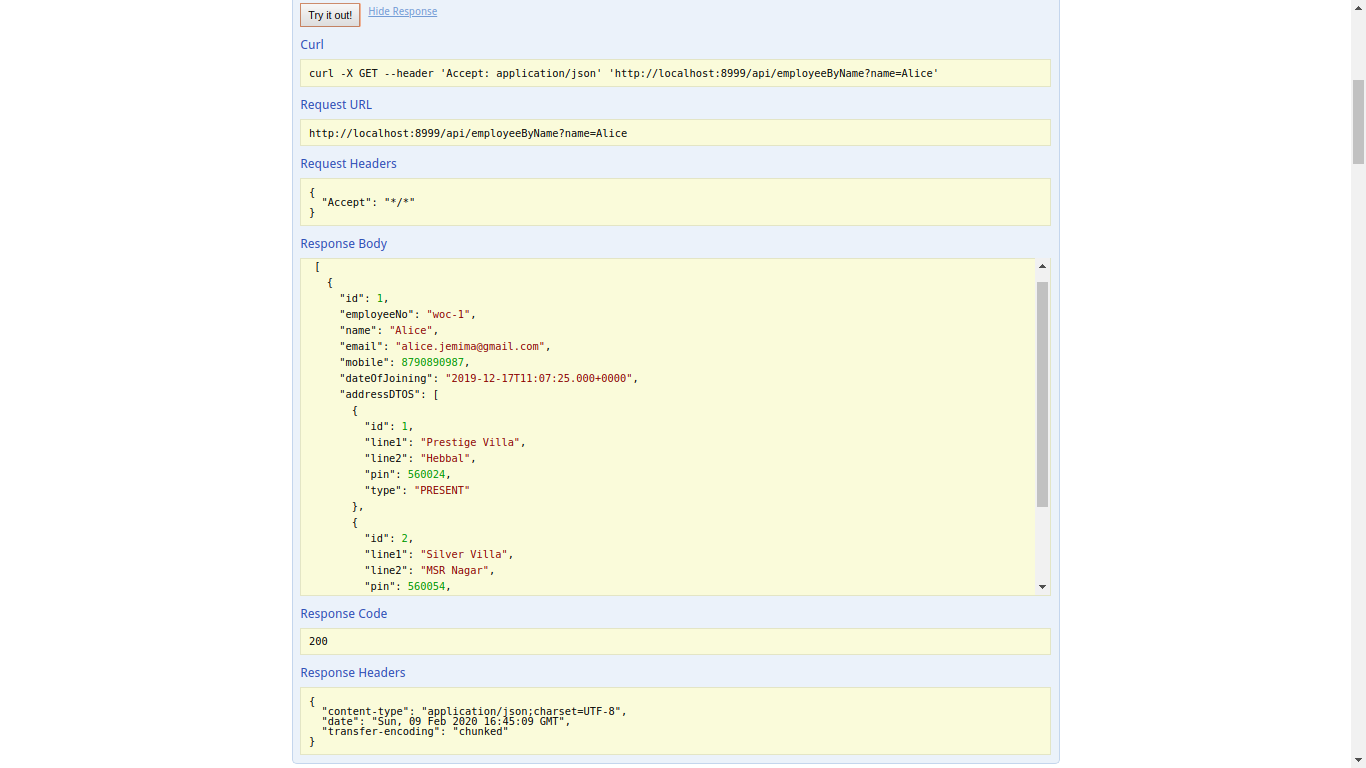 Try it out! Hide Response
Curl
curl -X GET --header 'Accept: application/json' 'http://localhost:8999/api/employeeByName?name=Alice'
Request URL
http://localhost:8999/api/employeeByName?name=Alice
Request Headers
{
  "Accept": "*/*"
}
Response Body
[
  {
    "id": 1,
    "employeeNo": "woc-1",
    "name": "Alice",
    "email": "alice.jemima@gmail.com",
    "mobile": 8790890987,
    "dateOfJoining": "2019-12-17T11:07:25.000+0000",
    "addressDTOS": [
      {
        "id": 1,
        "line1": "Prestige Villa",
        "line2": "Hebbal",
        "pin": 560024,
        "type": "PRESENT"
      },
      {
        "id": 2,
        "line1": "Silver Villa",
        "line2": "MSR Nagar",
        "pin": 560054,
Response Code
200
Response Headers
{
  "content-type": "application/json;charset=UTF-8",
  "date": "Sun, 09 Feb 2020 16:45:09 GMT",
  "transfer-encoding": "chunked"
}